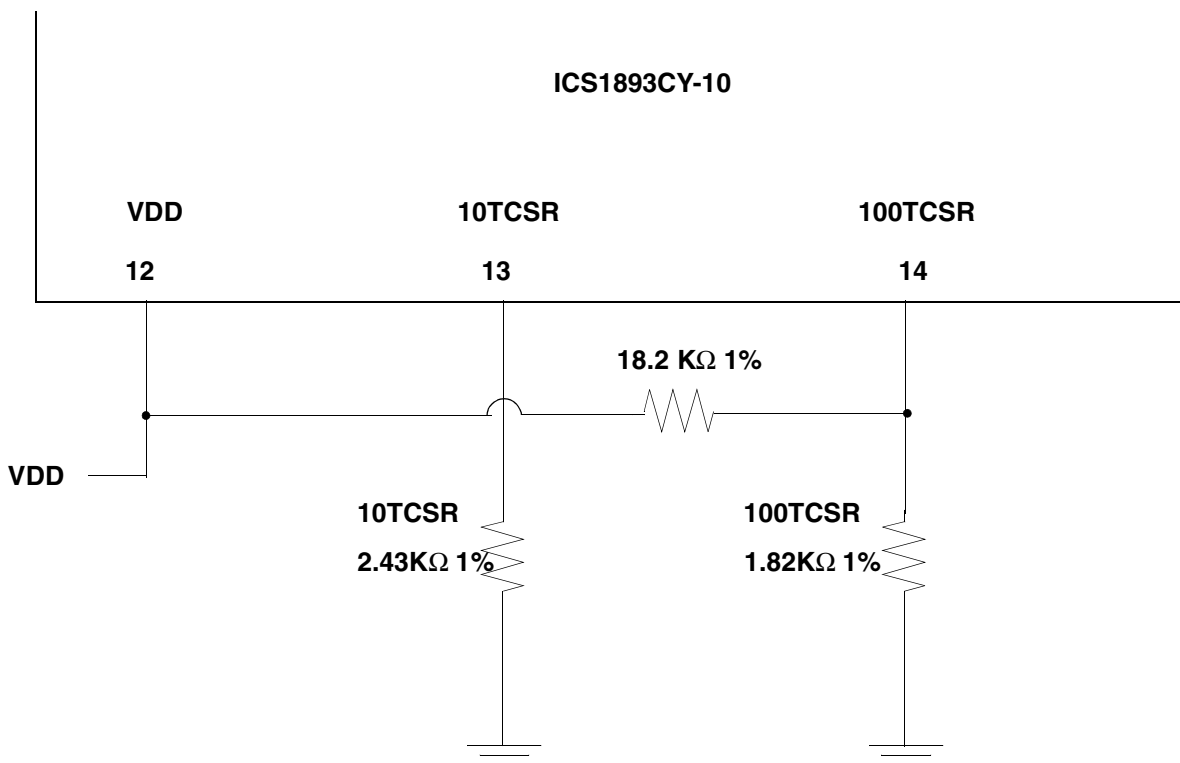 ICS1893CY-10
VDD
10TCSR
100TCSR
12
13
14
18.2 KΩ 1%
VDD
10TCSR
2.43KΩ 1%
100TCSR
1.82KΩ 1%